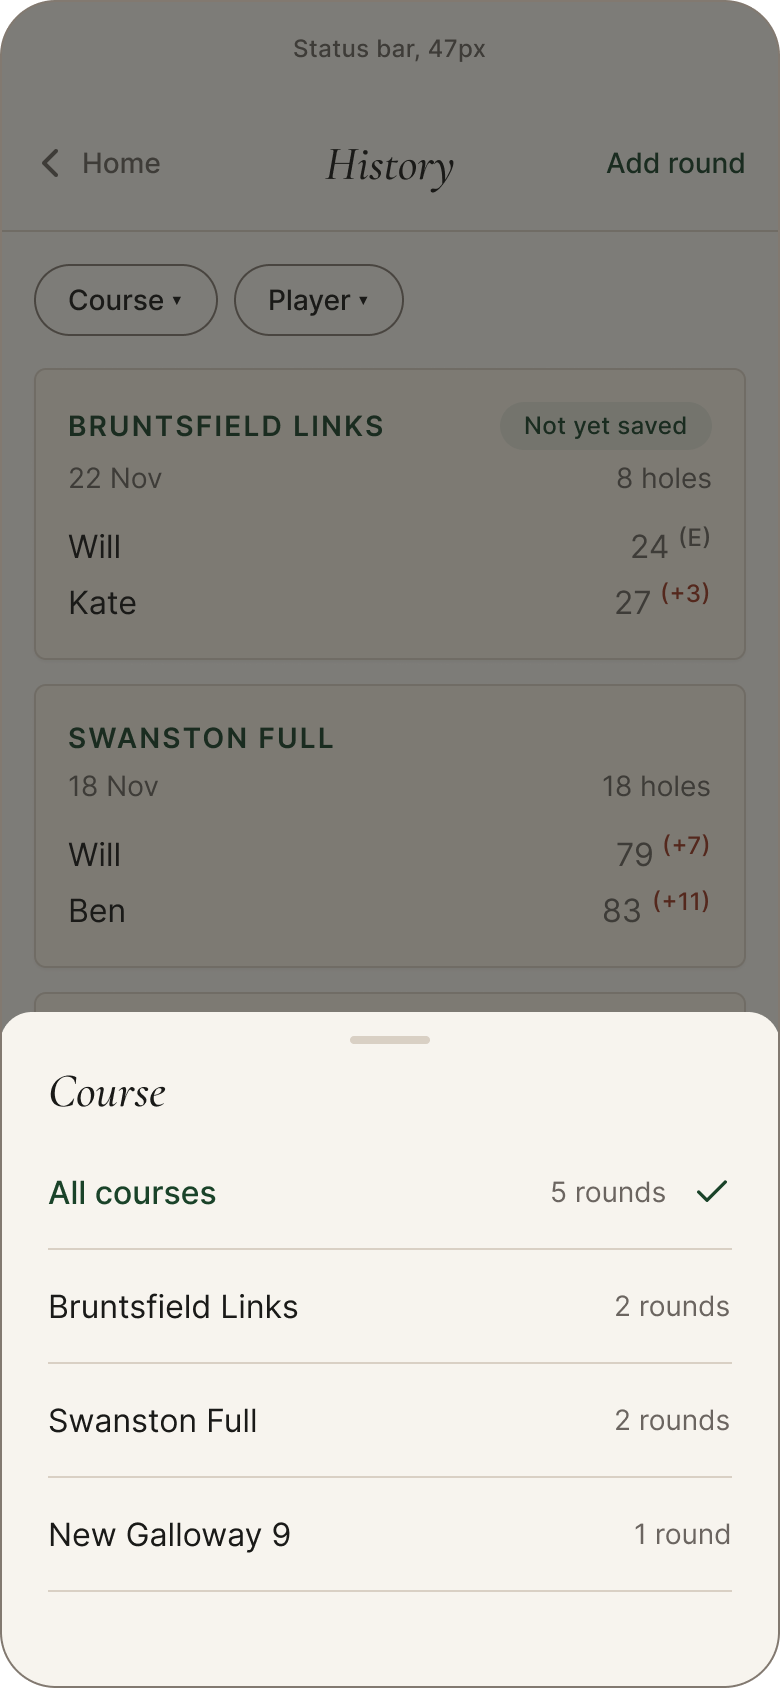 Status bar, 47px
Home History Add round
Course ▾ Player ▾
BRUNTSFIELD LINKS Not yet saved
22 Nov 8 holes
Will 24 (E)
Kate 27 (+3)
SWANSTON FULL
18 Nov 18 holes
Will 79 (+7)
Ben 83 (+11)
Course
All courses 5 rounds
Bruntsfield Links 2 rounds
Swanston Full 2 rounds
New Galloway 9 1 round